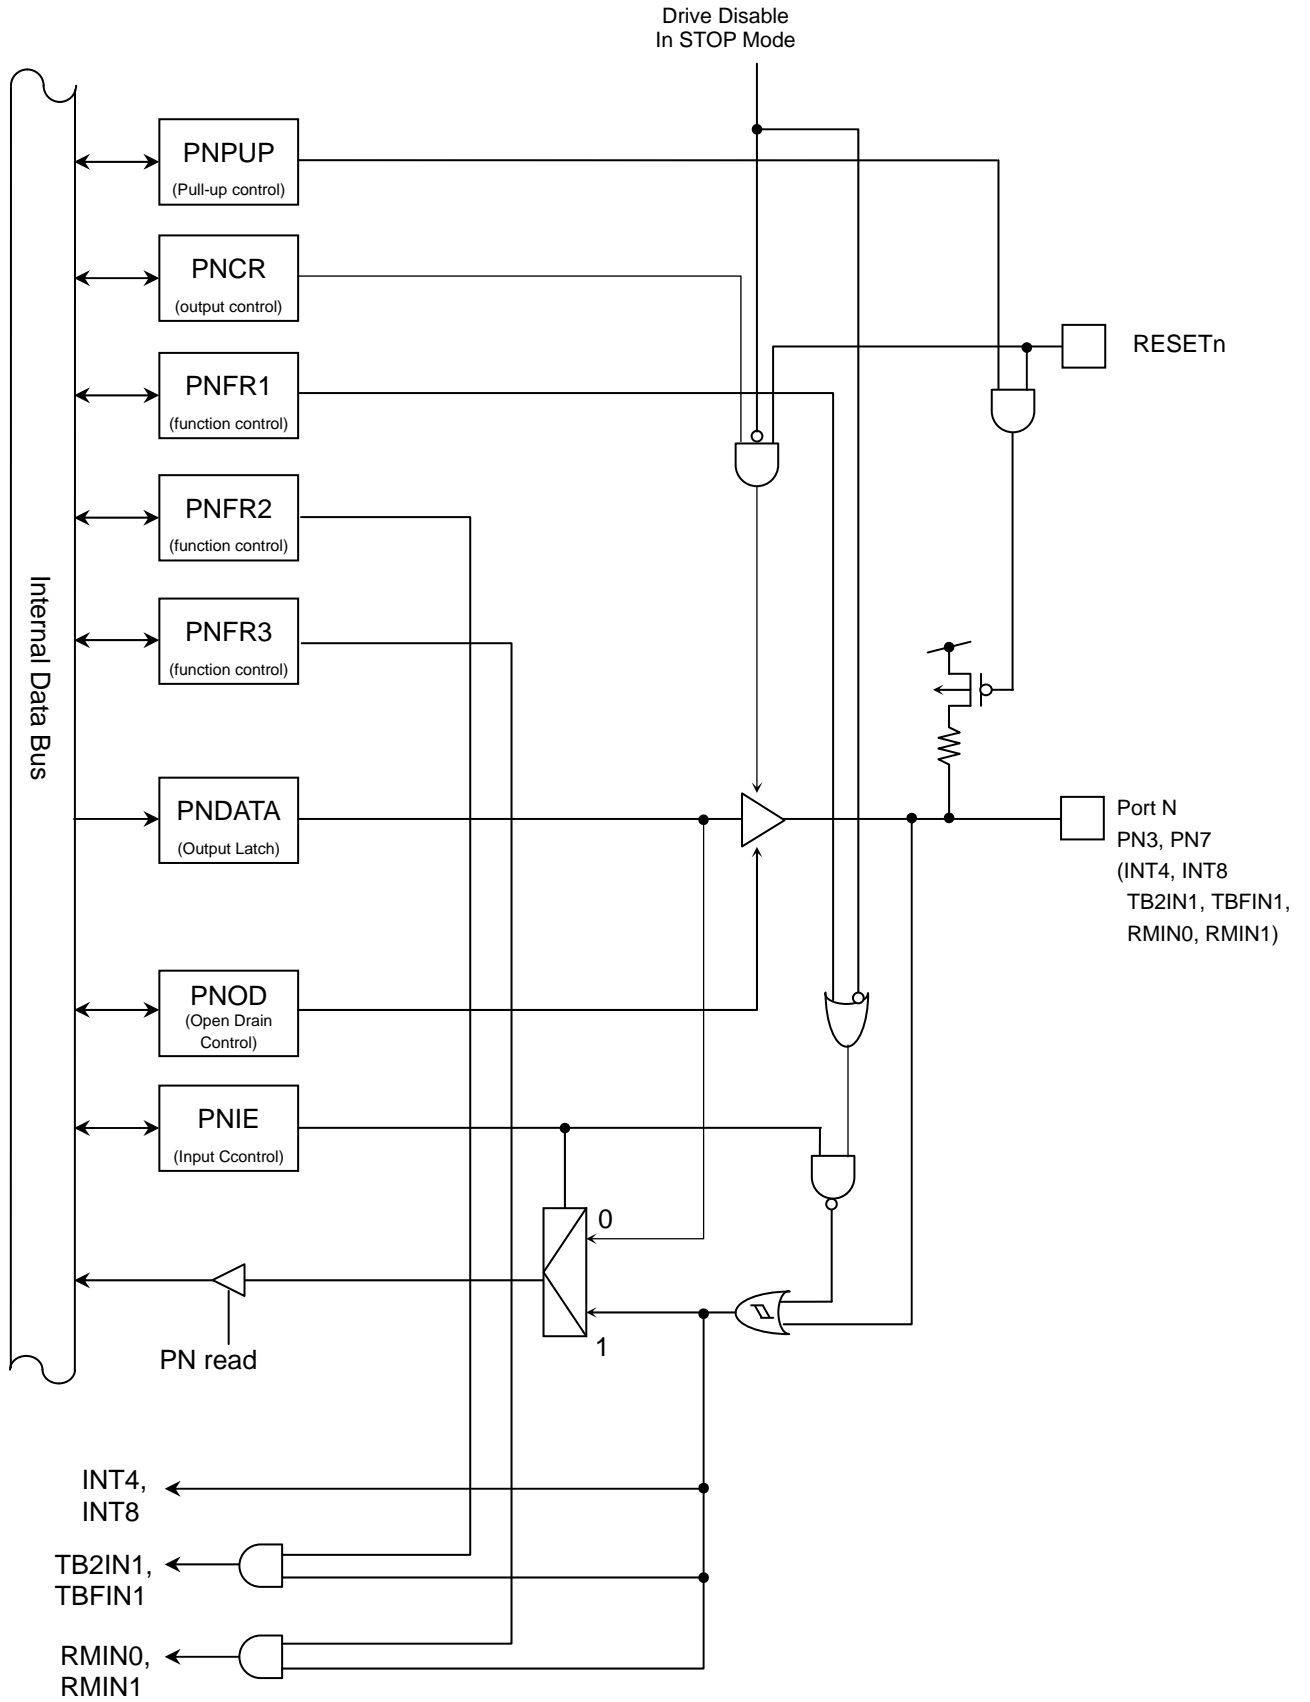 Drive Disable
In STOP Mode
PNPUP
(Pull-up control)
PNCR
(output control)
RESETn
PNFR1
(function control)
PNFR2
(function control)
Internal Data Bus
PNFR3
(function control)
PNDATA
(Output Latch)
Port N
PN3, PN7
(INT4, INT8
TB2IN1, TBFIN1,
RMIN0, RMIN1)
PNOD
(Open Drain
Control)
PNIE
(Input Ccontrol)
0
1
PN read
INT4,
INT8
TB2IN1,
TBFIN1
RMIN0,
RMIN1